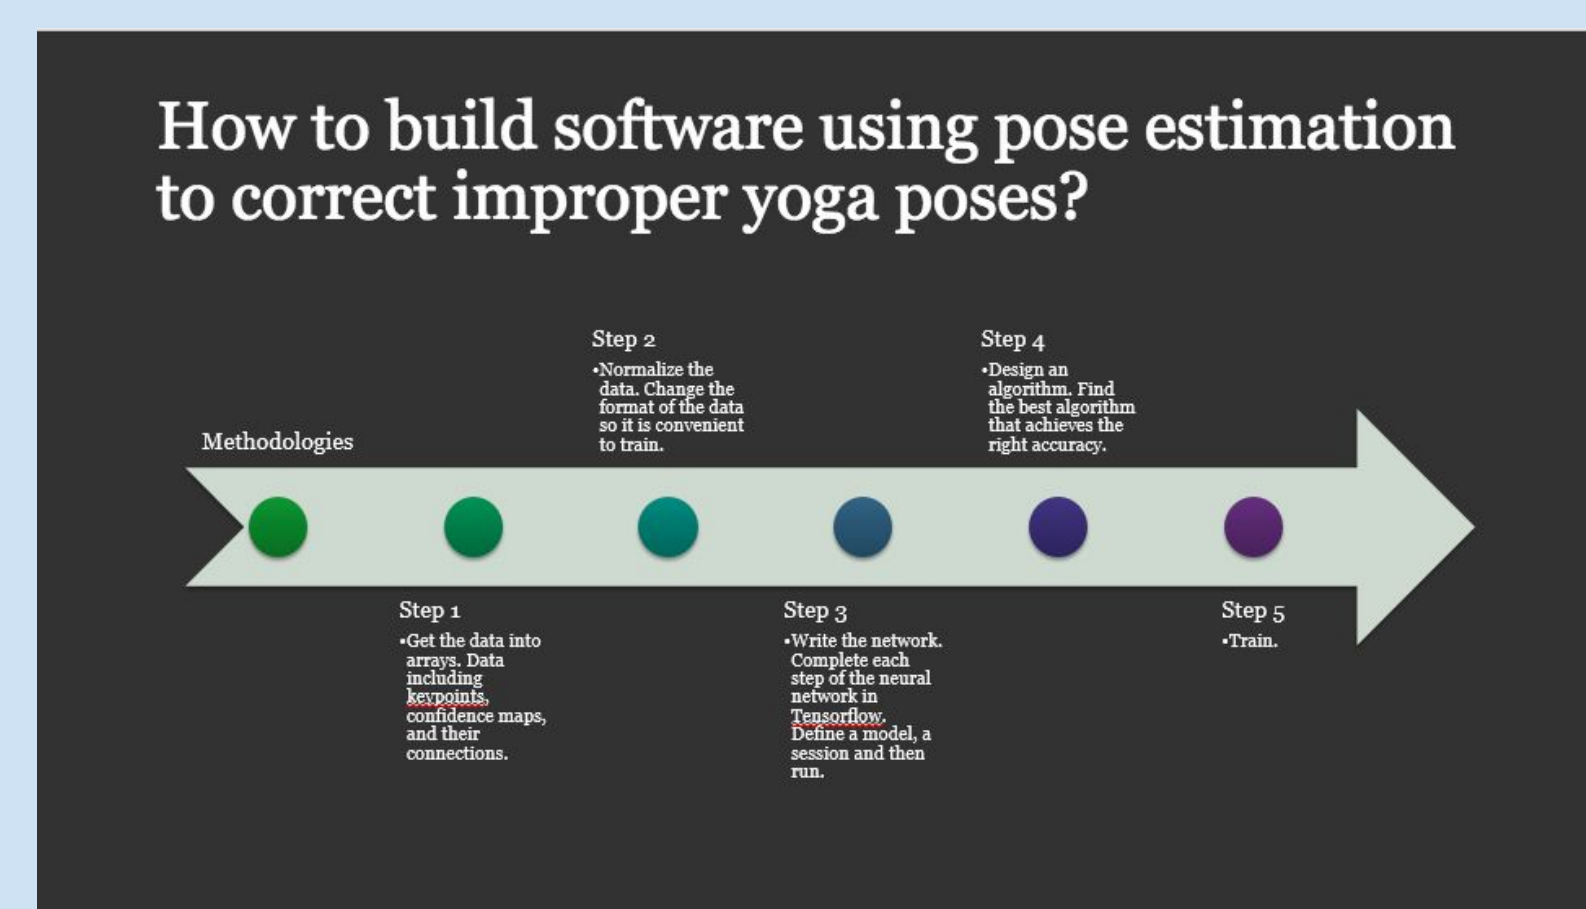 How to build software using pose estimation
to correct improper yoga poses?
Methodologies
Step 1
•Get the data into
arrays. Data
including
keypoints,
confidence maps,
and their
connections.
Step 2
•Normalize the
data. Change the
format of the data
so it is convenient
to train.
Step 3
•Write the network.
Complete each
step of the neural
network in
Tensorflow.
Define a model, a
session and then
run.
Step 4
•Design an
algorithm. Find
the best algorithm
that achieves the
right accuracy.
Step 5
•Train.